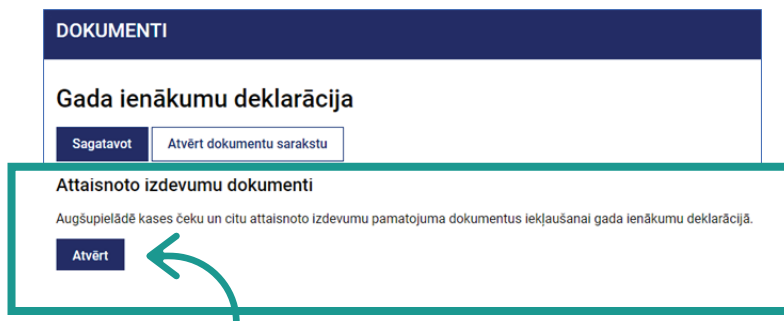 DOKUMENTI
Gada ienākumu deklarācija
Sagatavot
Atvērt dokumentu sarakstu
Attaisnoto izdevumu dokumenti
Augšupielādē kases čeku un citu attaisnoto izdevumu pamatojuma dokumentus iekļaušanai gada ienākumu deklarācijā.
Atvērt